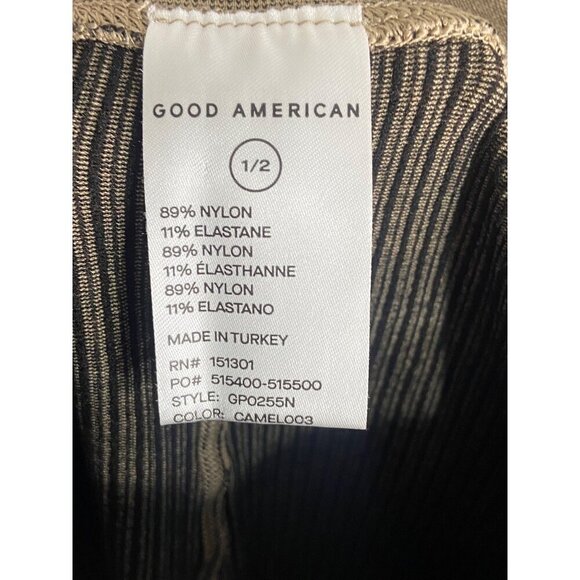 GOOD AMERICAN
1/2
89% NYLON
11% ELASTANE
89% NYLON
11% ÉLASTHANNE
89% NYLON
11% ELASTANO
MADE IN TURKEY
RN# 151301
PO# 515400-515500
STYLE: GP0255N
COLOR: CAMEL003